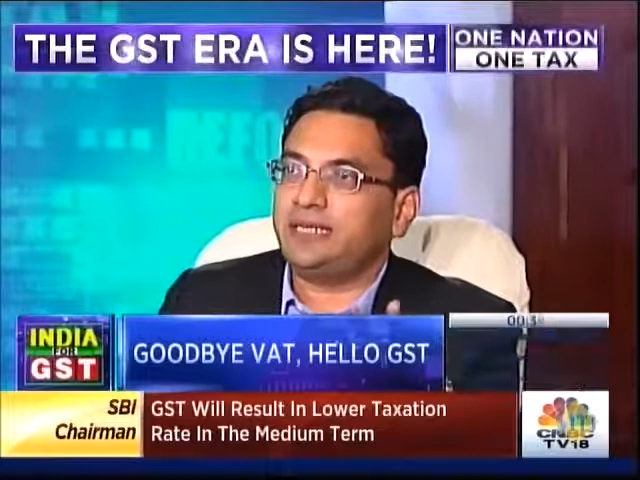 THE GST ERA IS HERE!
ONE NATION
ONE TAX
REFO
INDIA
FOR
GST
GOODBYE VAT, HELLO GST
SBI
Chairman
GST Will Result In Lower Taxation
Rate In The Medium Term
CNBC
TV18